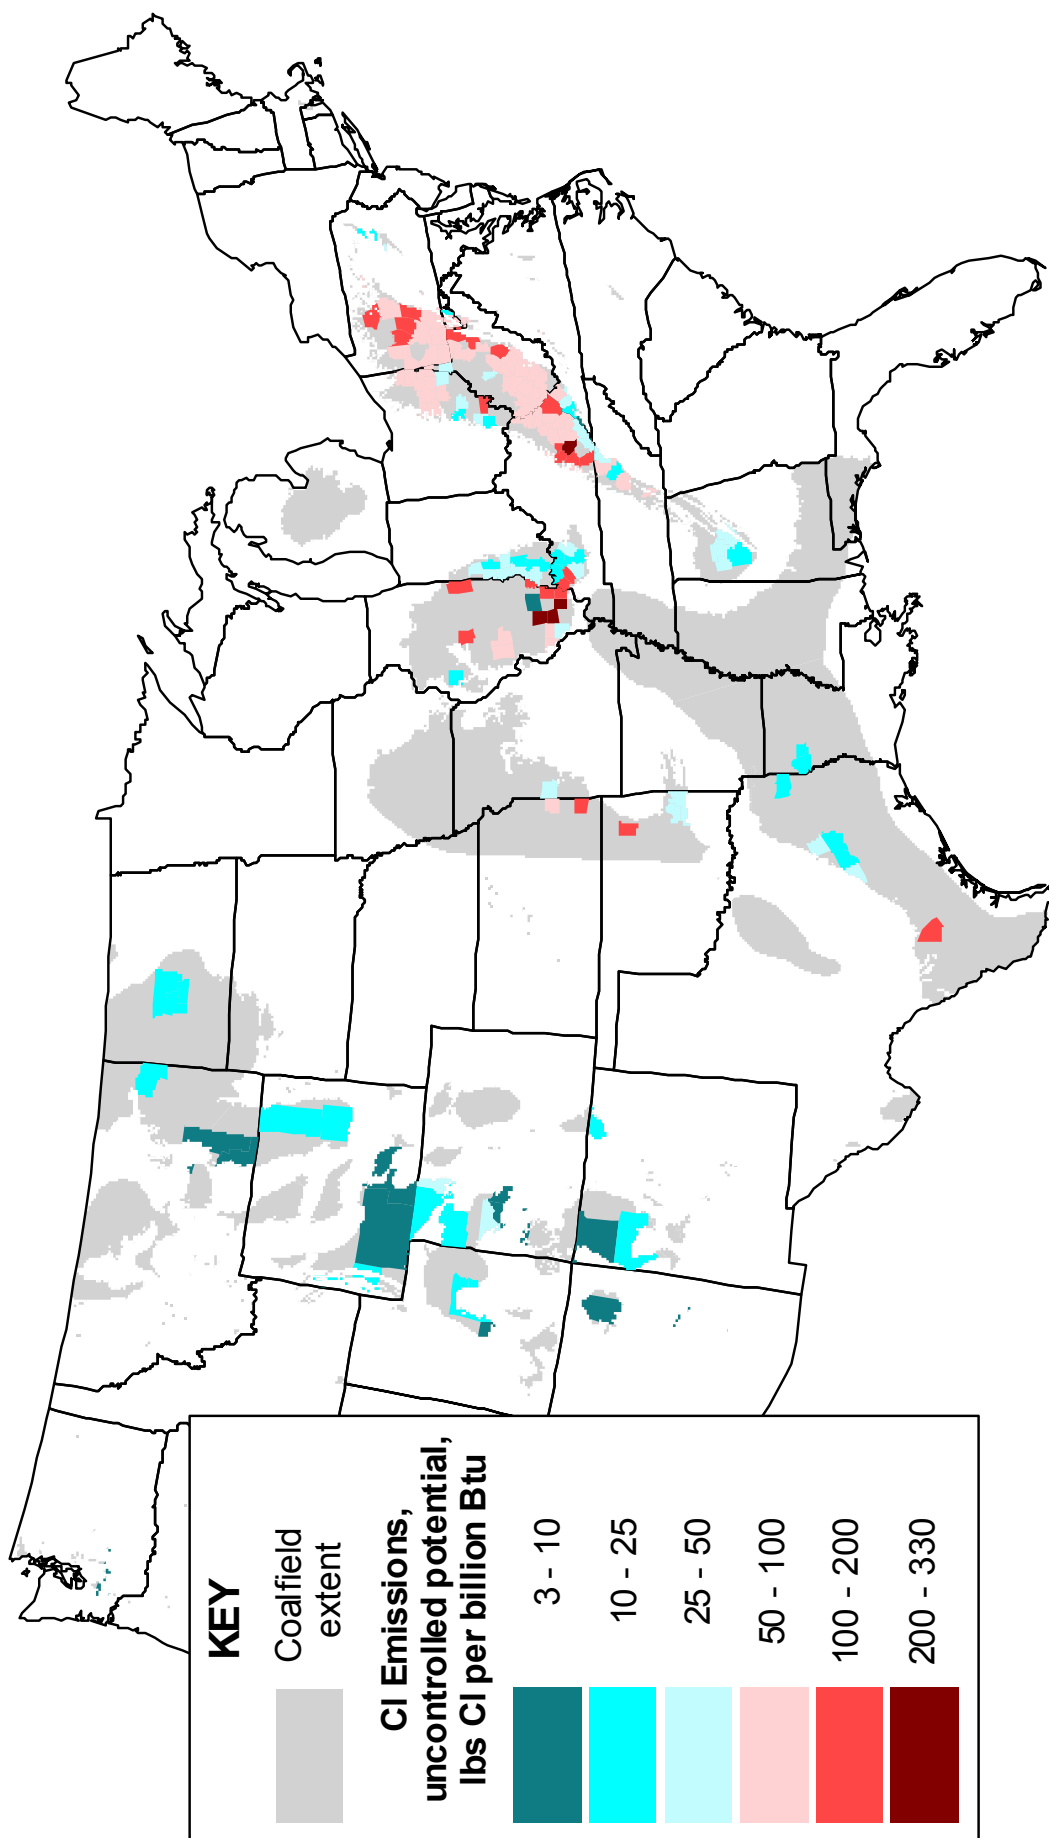 KEY
Coalfield
extent
Cl Emissions,
uncontrolled potential,
lbs Cl per billion Btu
3 - 10
10 - 25
25 - 50
50 - 100
100 - 200
200 - 330